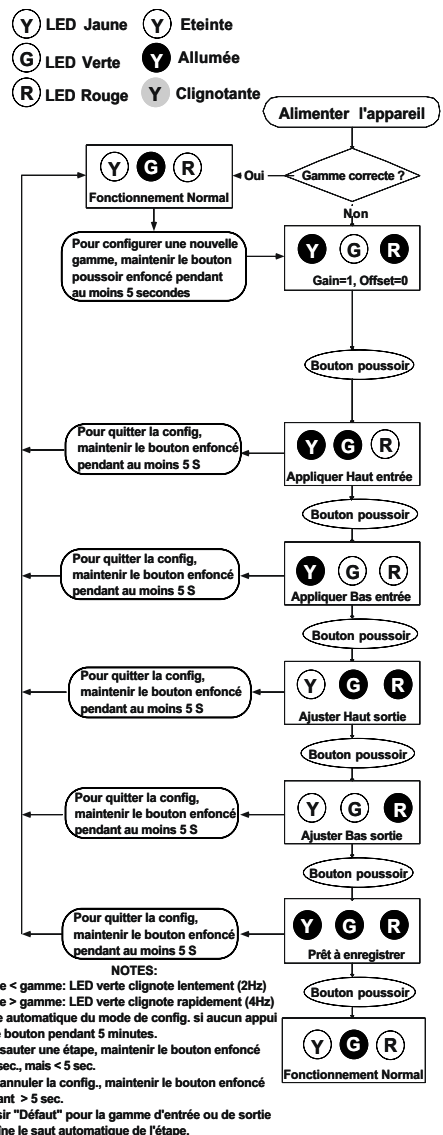 Y LED Jaune Y Eteinte
G LED Verte Y Allumée
R LED Rouge Y Clignotante
Alimenter l'appareil
Gamme correcte ?
Oui
Non
Y G R
Fonctionnement Normal
Pour configurer une nouvelle
gamme, maintenir le bouton
poussoir enfoncé pendant
au moins 5 secondes
Y G R
Gain=1, Offset=0
Bouton poussoir
Y G R
Appliquer Haut entrée
Pour quitter la config,
maintenir le bouton enfoncé
pendant au moins 5 S
Bouton poussoir
Y G R
Appliquer Bas entrée
Pour quitter la config,
maintenir le bouton enfoncé
pendant au moins 5 S
Bouton poussoir
Y G R
Ajuster Haut sortie
Pour quitter la config,
maintenir le bouton enfoncé
pendant au moins 5 S
Bouton poussoir
Y G R
Ajuster Bas sortie
Pour quitter la config,
maintenir le bouton enfoncé
pendant au moins 5 S
Bouton poussoir
Y G R
Prêt à enregistrer
Pour quitter la config,
maintenir le bouton enfoncé
pendant au moins 5 S
Bouton poussoir
Y G R
Fonctionnement Normal
NOTES:
< gamme: LED verte clignote lentement (2Hz)
> gamme: LED verte clignote rapidement (4Hz)
automatique du mode de config. si aucun appui
bouton pendant 5 minutes.
sauter une étape, maintenir le bouton enfoncé
sec., mais < 5 sec.
annuler la config., maintenir le bouton enfoncé
> 5 sec.
"Défaut" pour la gamme d'entrée ou de sortie
le saut automatique de l'étape.